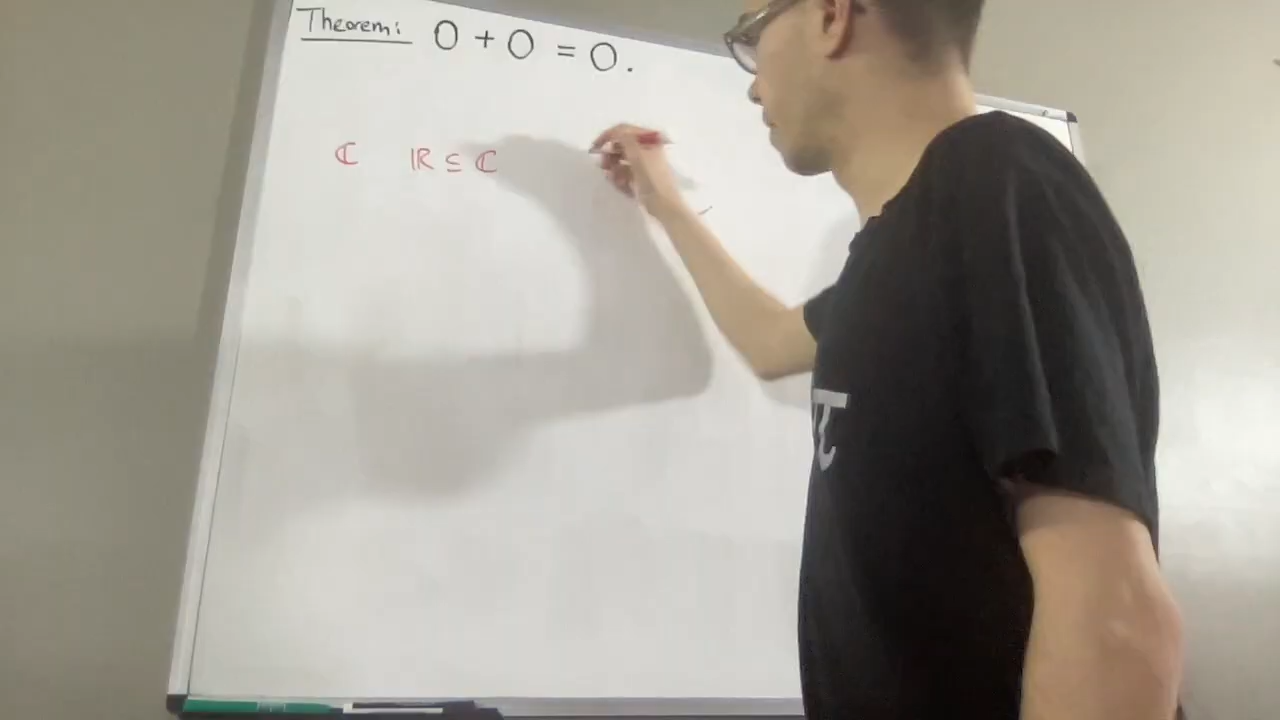 Theorem: 0 + 0 = 0.
ℂ ℝ ⊆ ℂ
π